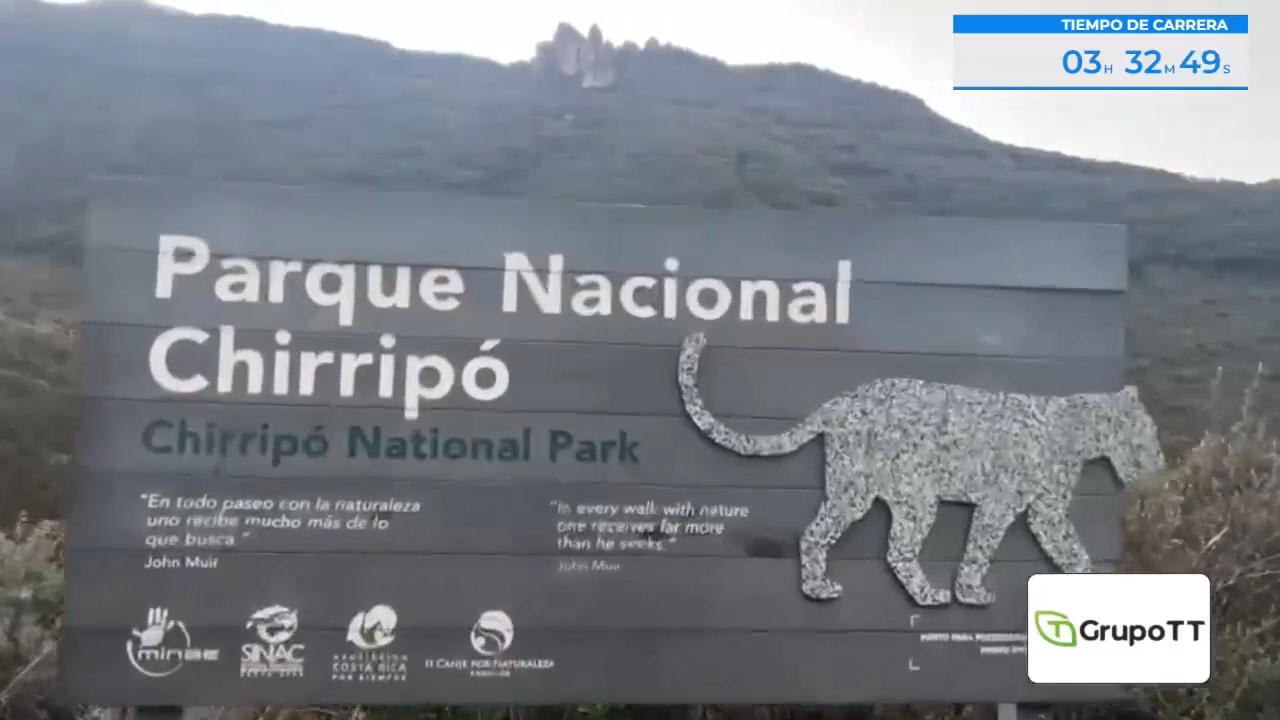 TIEMPO DE CARRERA
03H 32M 49S
Parque Nacional
Chirripó
Chirripó National Park
"En todo paseo con la naturaleza
uno recibe mucho más de lo
que busca."
John Muir
"In every walk with nature
one receives far more
than he seeks."
John Muir
minae
SINAC
COSTA RICA
POR SIEMPRE
II CANJE POR NATURALEZA
GrupoTT